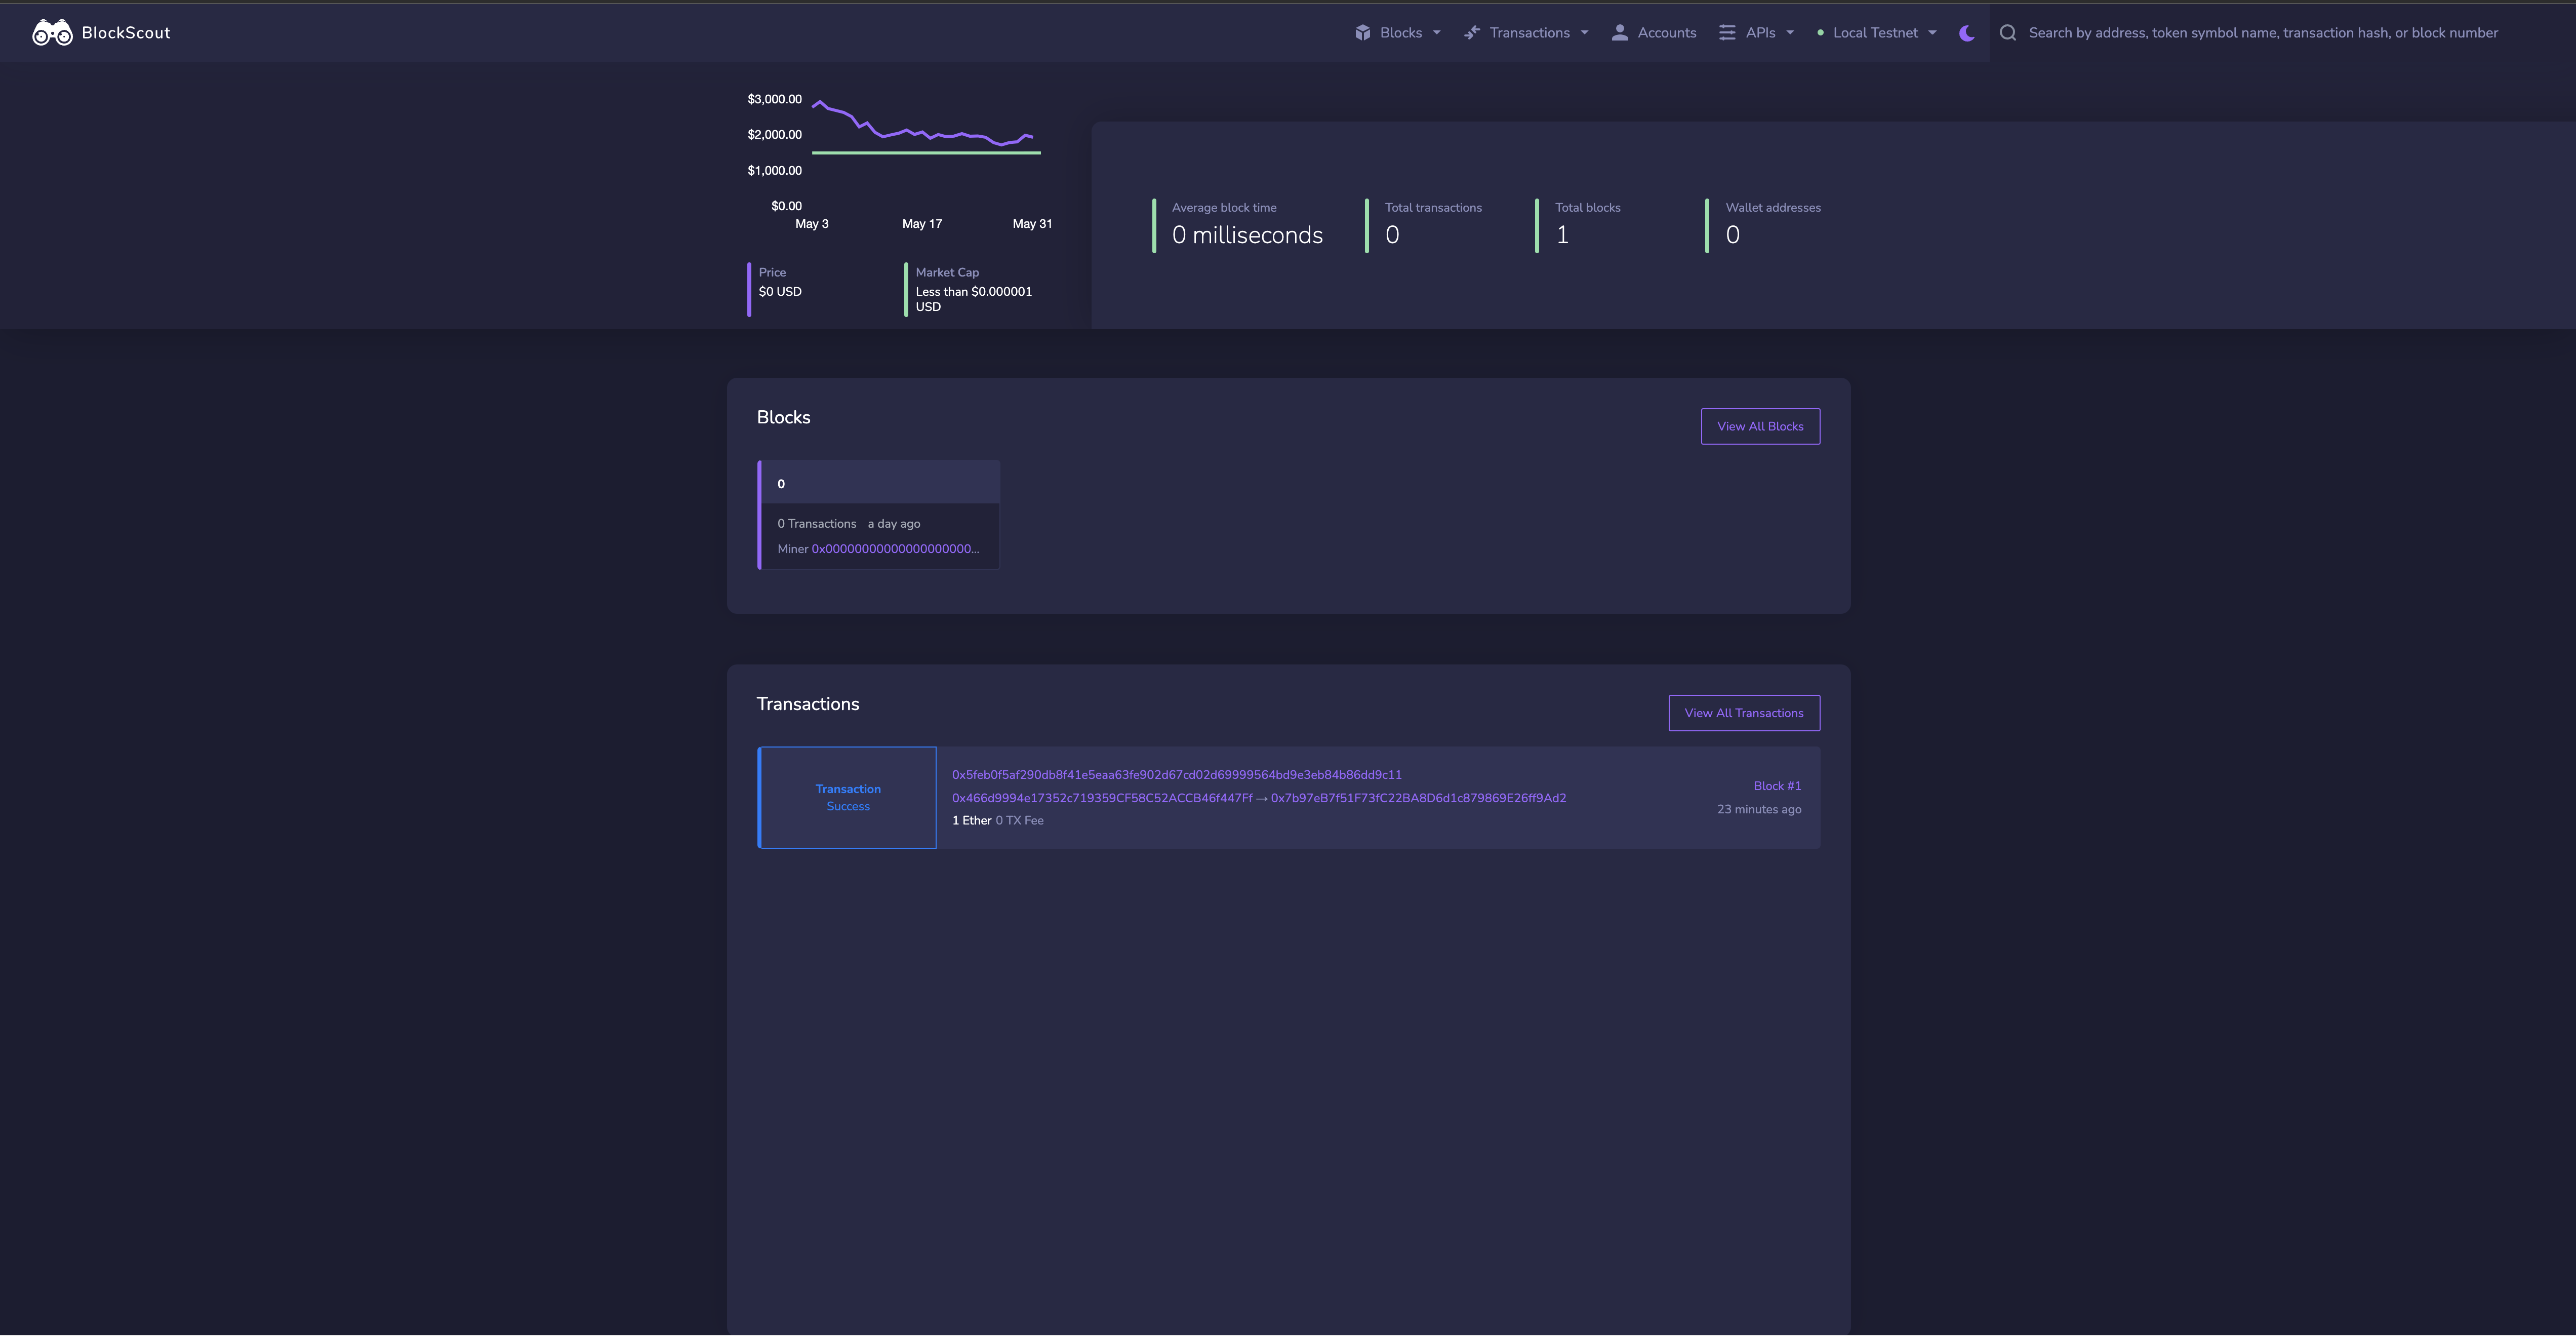 BlockScout
Blocks
Transactions
Accounts
APIs
Local Testnet
Search by address, token symbol name, transaction hash, or block number
$3,000.00
$2,000.00
$1,000.00
$0.00
May 3 May 17 May 31
Price
$0 USD
Market Cap
Less than $0.000001
USD
Average block time
0 milliseconds
Total transactions
0
Total blocks
1
Wallet addresses
0
Blocks
View All Blocks
0
0 Transactions a day ago
Miner 0x00000000000000000000...
Transactions
View All Transactions
Transaction
Success
0x5feb0f5af290db8f41e5eaa63fe902d67cd02d69999564bd9e3eb84b86dd9c11
0x466d9994e17352c719359CF58C52ACCB46f447Ff → 0x7b97eB7f51F73fC22BA8D6d1c879869E26ff9Ad2
1 Ether 0 TX Fee
Block #1
23 minutes ago